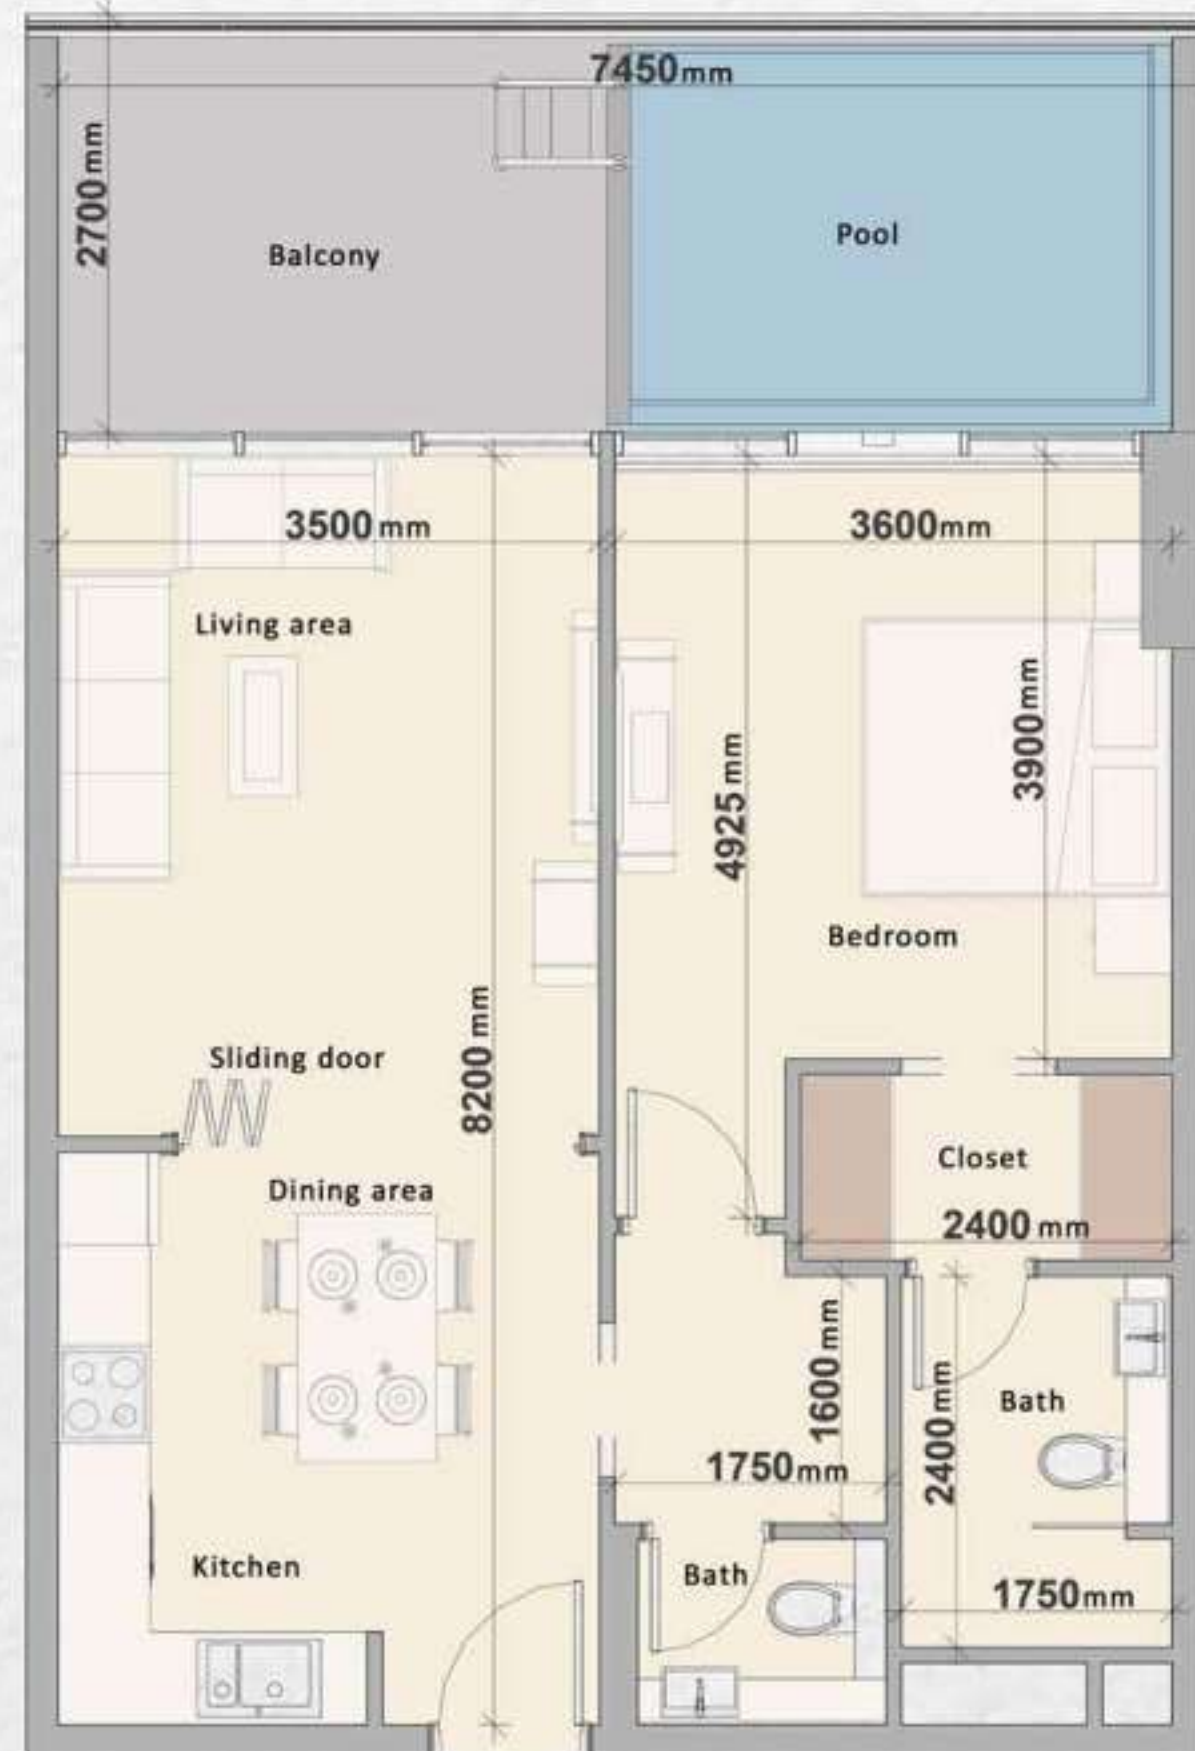 7450mm
2700mm
Balcony
Pool
3500mm
3600mm
Living area
3900mm
4925mm
Bedroom
8200mm
Sliding door
Closet
Dining area
2400mm
1600mm
2400mm
Bath
1750mm
Kitchen
Bath
1750mm